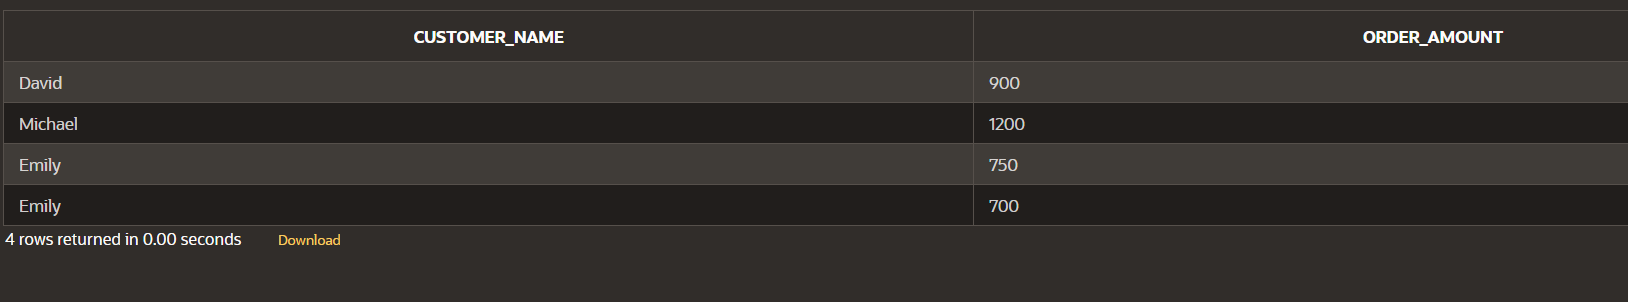 CUSTOMER_NAME ORDER_AMOUNT
David 900
Michael 1200
Emily 750
Emily 700
4 rows returned in 0.00 seconds Download